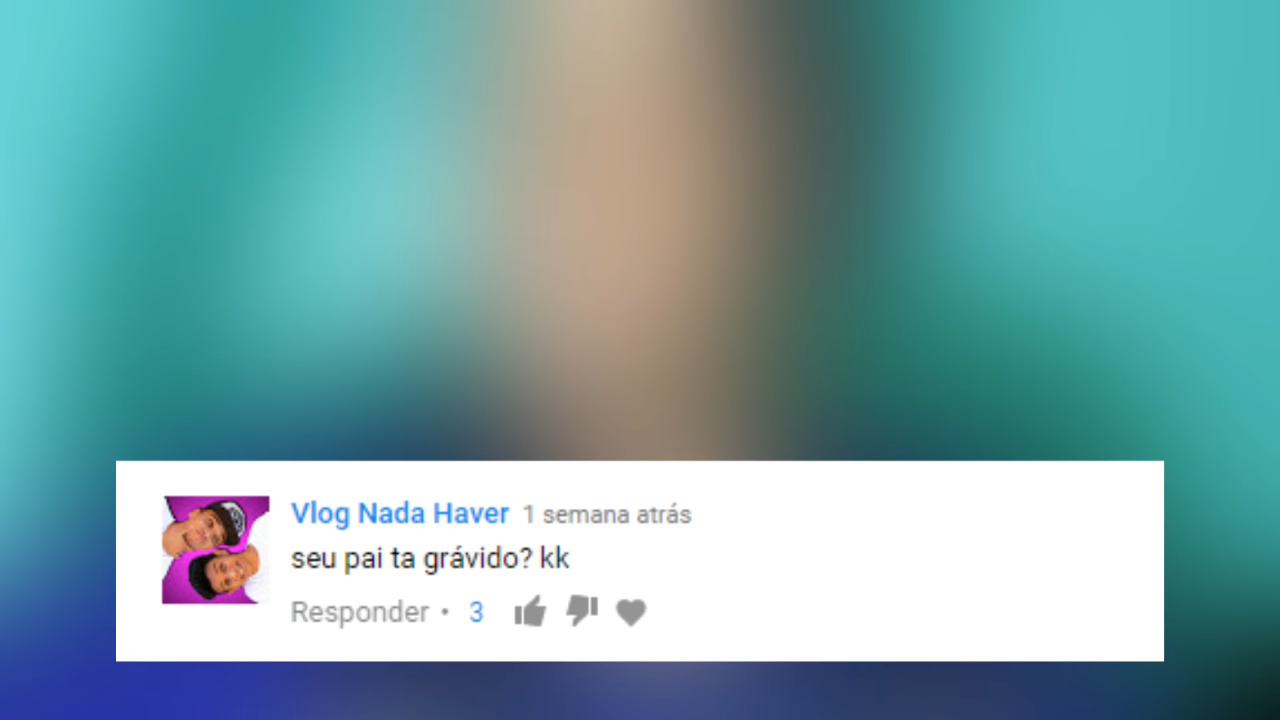 Vlog Nada Haver 1 semana atrás
seu pai ta grávido? kk
Responder • 3